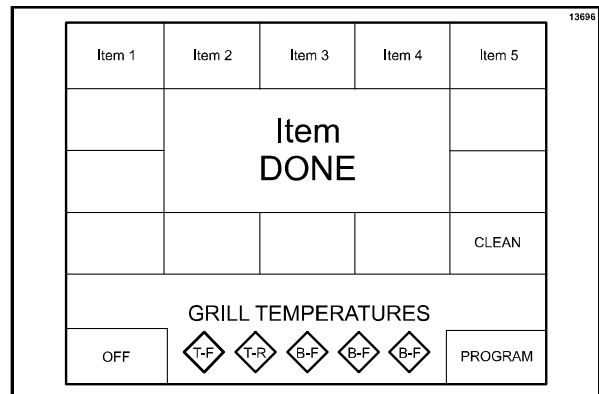 13696
Item 1 Item 2 Item 3 Item 4 Item 5
Item
DONE
CLEAN
GRILL TEMPERATURES
OFF T-F T-R B-F B-F B-F PROGRAM